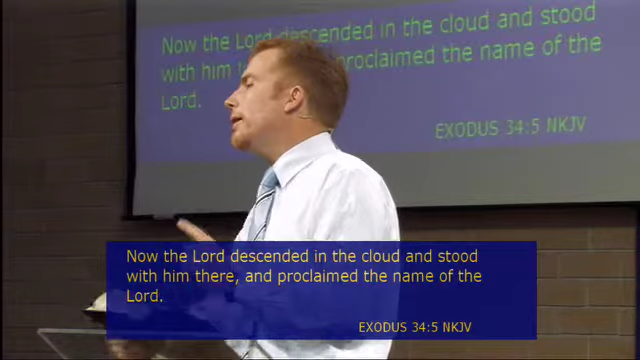 Now the Lord descended in the cloud and stood
with him proclaimed the name of the
Lord.
EXODUS 34:5 NKJV
Now the Lord descended in the cloud and stood
with him there, and proclaimed the name of the
Lord.
EXODUS 34:5 NKJV